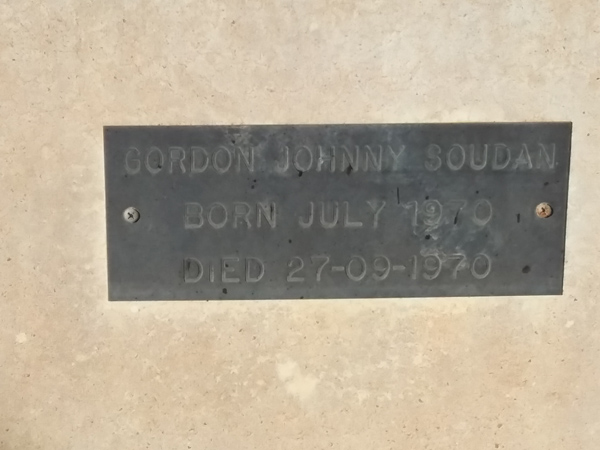 GORDON JOHNNY SOUDAN
BORN JULY 1970
DIED 27-09-1970